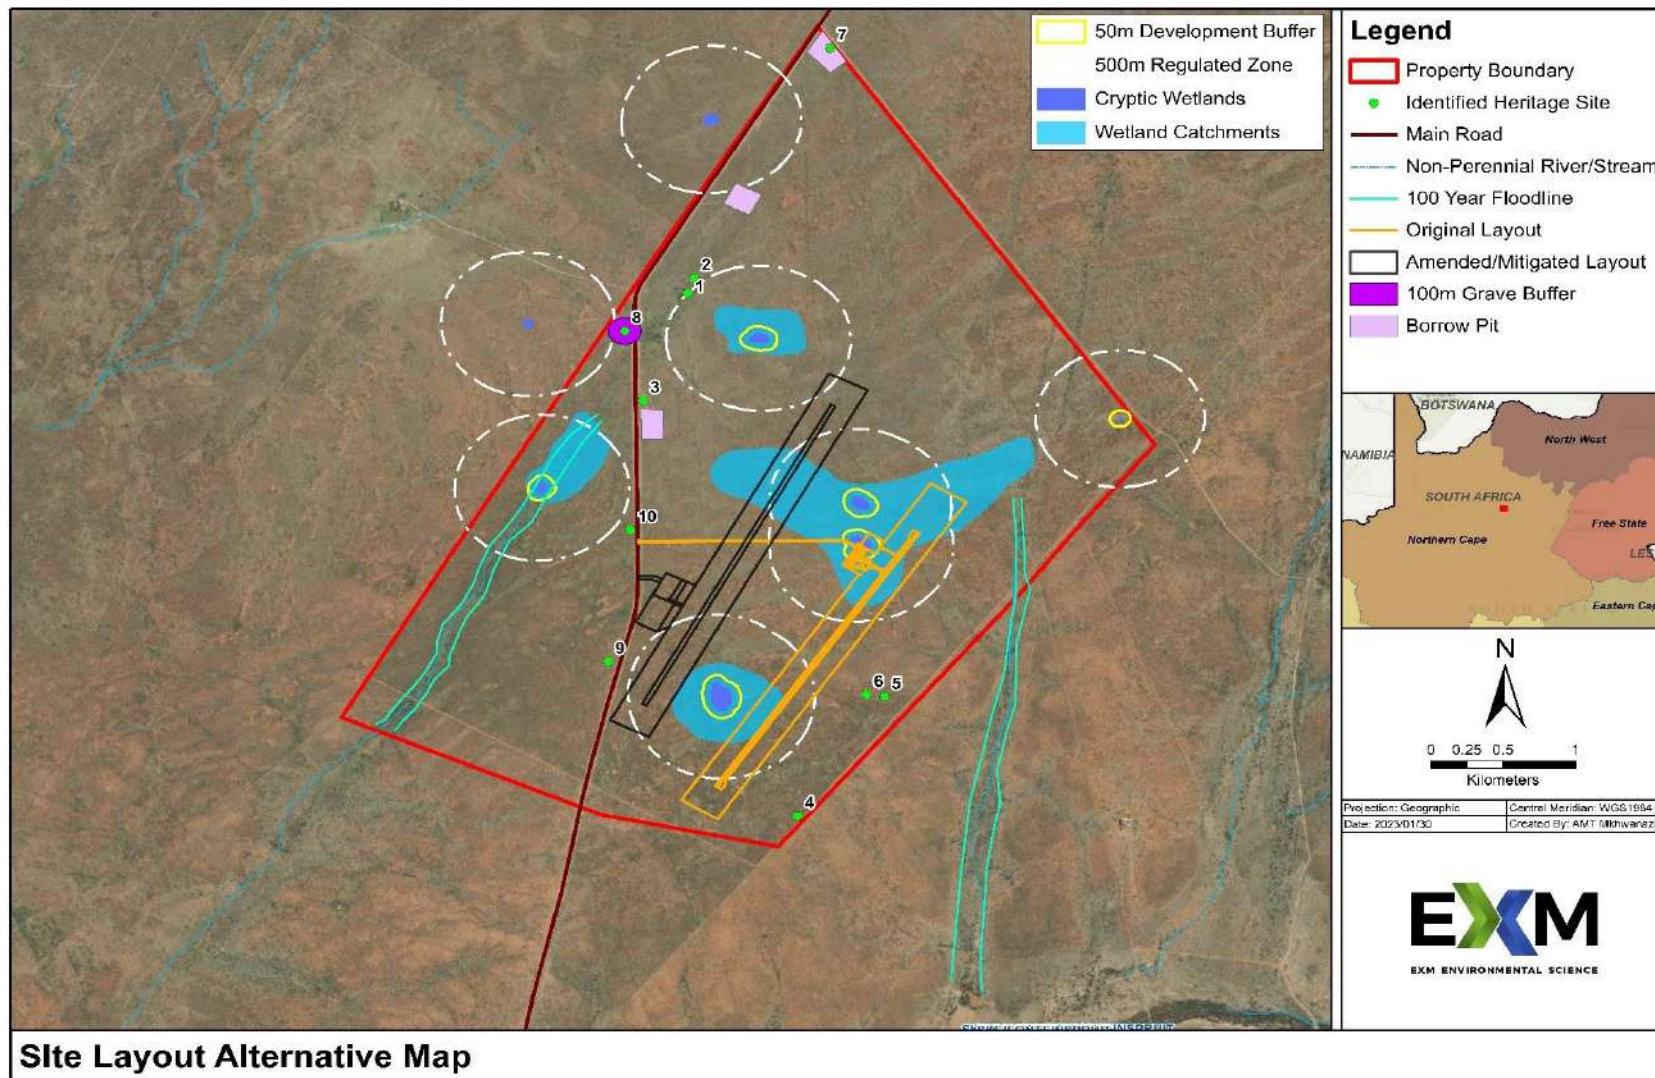 50m Development Buffer
500m Regulated Zone
Cryptic Wetlands
Wetland Catchments
7
2
1
8
3
10
9
6
5
4
Legend
Property Boundary
Identified Heritage Site
Main Road
Non-Perennial River/Stream
100 Year Floodline
Original Layout
Amended/Mitigated Layout
100m Grave Buffer
Borrow Pit
BOTSWANA
NAMIBIA
North West
SOUTH AFRICA
Free State
Northern Cape
LES
Eastern Cap
N
0 0.25 0.5 1
Kilometers
Projection: Geographic
Central Meridian: WGS1984
Date: 2023/01/30
Created By: AMT Mkhwanazi
EXM
EXM ENVIRONMENTAL SCIENCE
SIte Layout Alternative Map